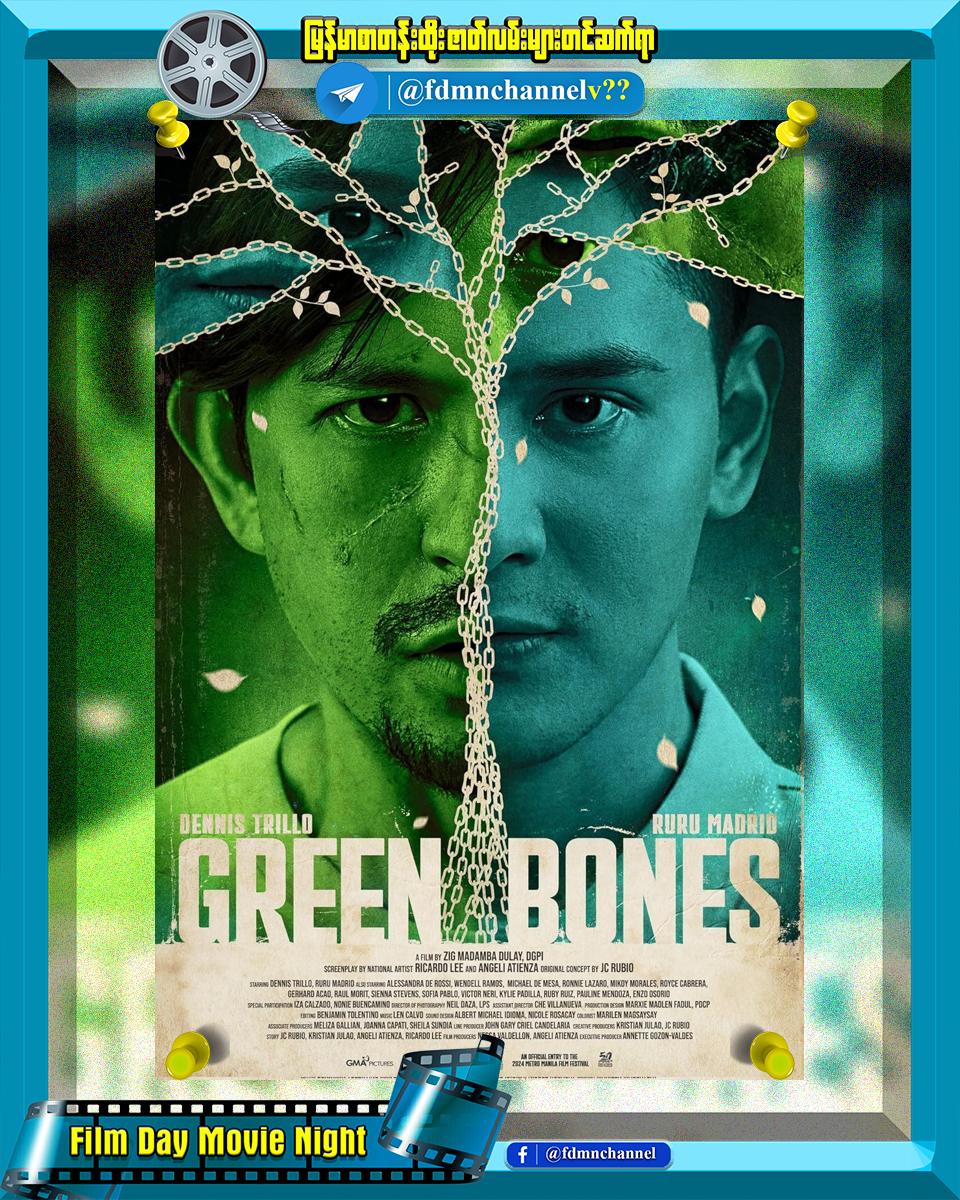 မြန်မာစာတန်းထိုးဇာတ်လမ်းများတင်ဆက်ရာ
@fdmnchannelv??
DENNIS TRILLO
RURU MADRID
GREEN BONES
A FILM BY ZIG MADAMBA DULAY, DGPI
SCREENPLAY BY NATIONAL ARTIST RICARDO LEE AND ANGELI ATIENZA ORIGINAL CONCEPT BY JC RUBIO
STARRING DENNIS TRILLO, RURU MADRID ALSO STARRING ALESSANDRA DE ROSSI, WENDELL RAMOS, MICHAEL DE MESA, RONNIE LAZARO, MIKOY MORALES, ROYCE CABRERA,
GERHARD ACAO, RAUL MORIT, SIENNA STEVENS, SOFIA PABLO, VICTOR NERI, KYLIE PADILLA, RUBY RUIZ, PAULINE MENDOZA, ENZO OSORIO
SPECIAL PARTICIPATION IZA CALZADO, NONIE BUENCAMINO DIRECTOR OF PHOTOGRAPHY NEIL DAZA, LPS ASSISTANT DIRECTOR CHE VILLANUEVA PRODUCTION DESIGN MARXIE MAOLEN FADUL, PDCP
EDITING BENJAMIN TOLENTINO MUSIC LEN CALVO SOUND DESIGN ALBERT MICHAEL IDIOMA, NICOLE ROSACAY COLORIST MARILEN MAGSAYSAY
ASSOCIATE PRODUCERS MELIZA GALLIAN, JOANNA CAPATI, SHEILA SUNDIA LINE PRODUCER JOHN GARY CRIEL CANDELARIA CREATIVE PRODUCERS KRISTIAN JULAO, JC RUBIO
STORY JC RUBIO, KRISTIAN JULAO, ANGELI ATIENZA, RICARDO LEE FILM PRODUCERS VALDELLON, ANGELI ATIENZA EXECUTIVE PRODUCER ANNETTE GOZON-VALDES
GMA PICTURES
AN OFFICIAL ENTRY TO THE
2024 METRO MANILA FILM FESTIVAL
50
Film Day Movie Night
@fdmnchannel